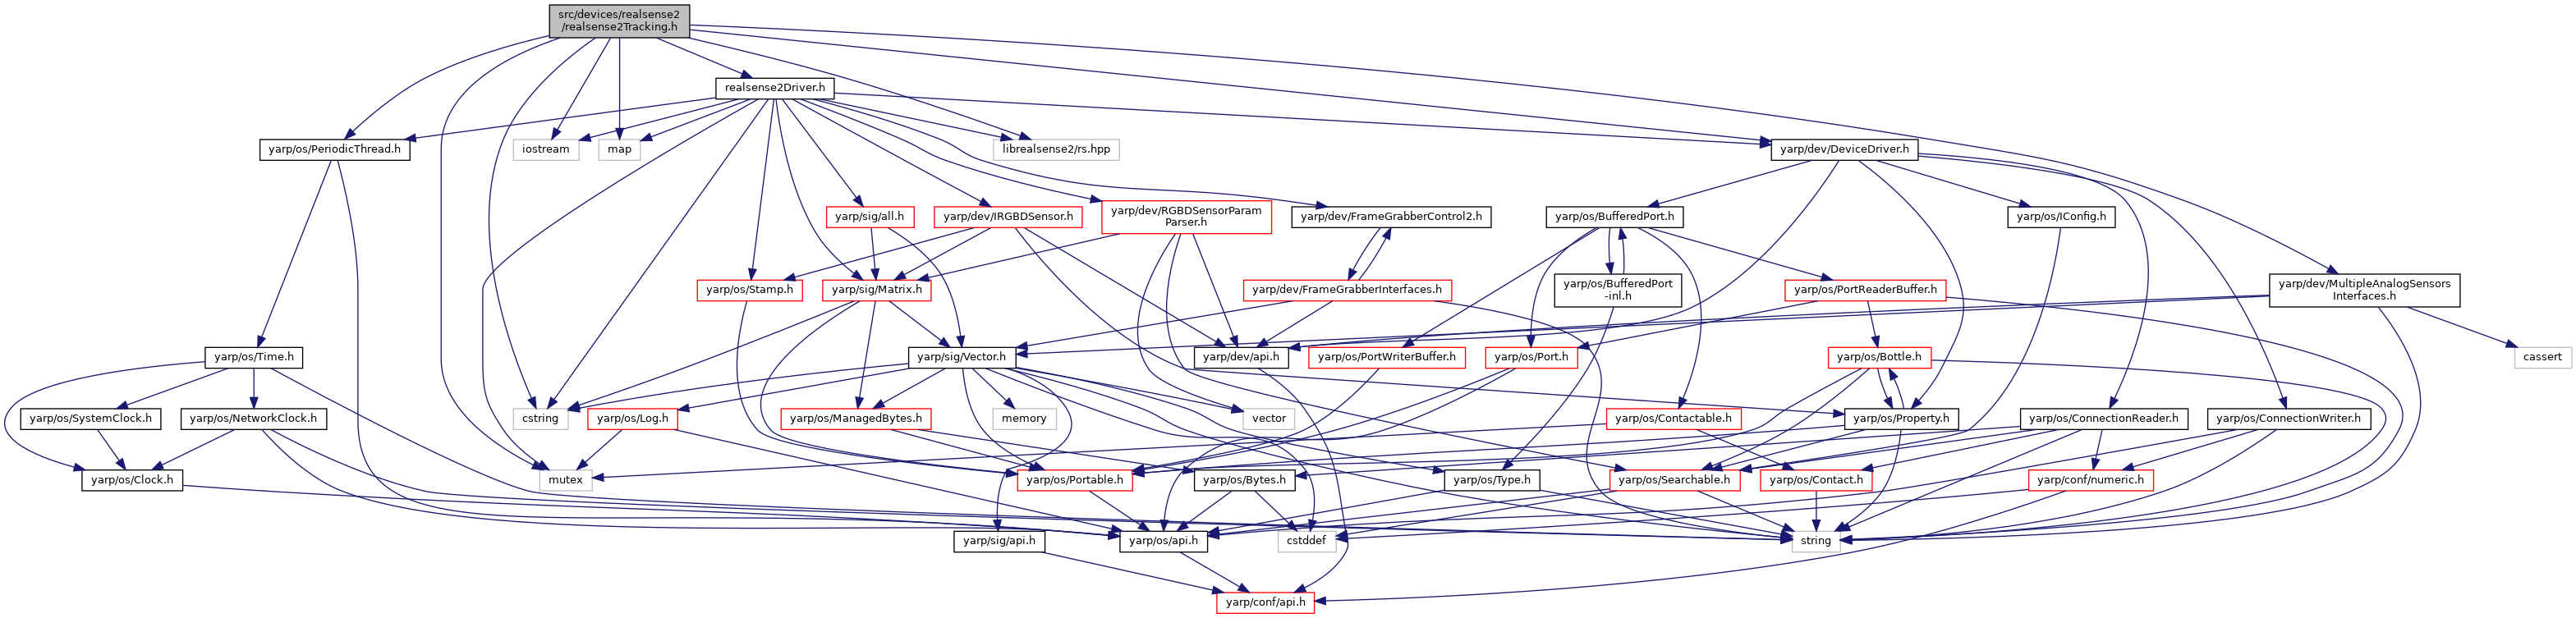 src/devices/realsense2
/realsense2Tracking.h
realsense2Driver.h
yarp/os/PeriodicThread.h
iostream
map
librealsense2/rs.hpp
yarp/dev/DeviceDriver.h
yarp/sig/all.h
yarp/dev/IRGBDSensor.h
yarp/dev/RGBDSensorParam
Parser.h
yarp/dev/FrameGrabberControl2.h
yarp/os/BufferedPort.h
yarp/os/IConfig.h
yarp/os/Stamp.h
yarp/sig/Matrix.h
yarp/dev/FrameGrabberInterfaces.h
yarp/os/BufferedPort
-inl.h
yarp/os/PortReaderBuffer.h
yarp/dev/MultipleAnalogSensors
Interfaces.h
yarp/os/Time.h
yarp/sig/Vector.h
yarp/dev/api.h
yarp/os/PortWriterBuffer.h
yarp/os/Port.h
yarp/os/Bottle.h
cassert
yarp/os/SystemClock.h
yarp/os/NetworkClock.h
cstring
yarp/os/Log.h
yarp/os/ManagedBytes.h
memory
vector
yarp/os/Contactable.h
yarp/os/Property.h
yarp/os/ConnectionReader.h
yarp/os/ConnectionWriter.h
yarp/os/Clock.h
mutex
yarp/os/Portable.h
yarp/os/Bytes.h
yarp/os/Type.h
yarp/os/Searchable.h
yarp/os/Contact.h
yarp/conf/numeric.h
yarp/sig/api.h
yarp/os/api.h
cstddef
string
yarp/conf/api.h